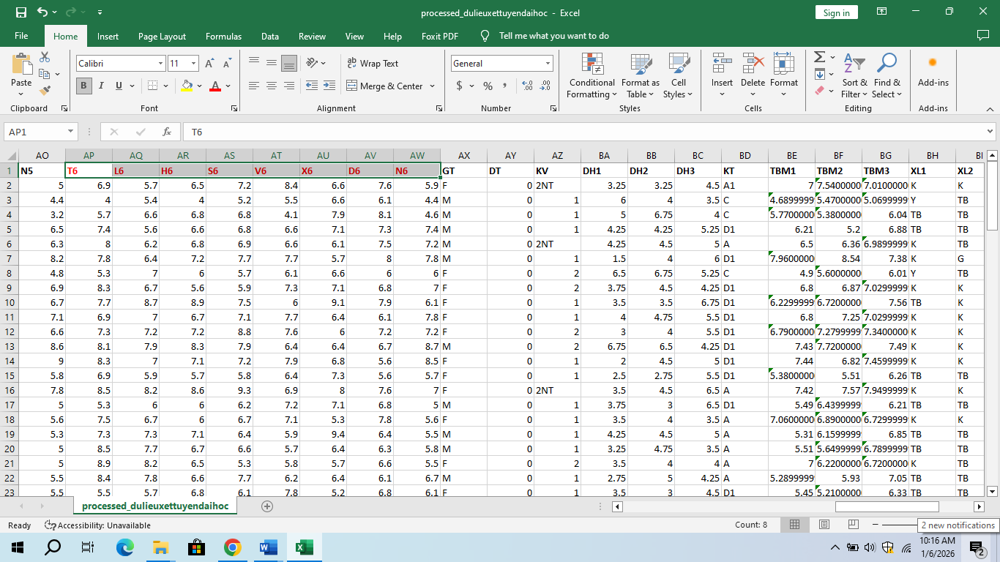 processed_dulieuxettuyendaihoc - Excel
Sign in
File Home Insert Page Layout Formulas Data Review View Help Foxit PDF Tell me what you want to do
Paste
Calibri 11
B I U
A A
Wrap Text
Merge & Center
General
$ % ,
Conditional Formatting
Format as Table
Cell Styles
Insert Delete Format
Sort & Filter
Find & Select
Add-ins
Clipboard Font Alignment Number Styles Cells Editing Add-ins
AP1 fx T6
AO AP AQ AR AS AT AU AV AW AX AY AZ BA BB BC BD BE BF BG BH BI
1 N5 T6 L6 H6 S6 V6 X6 D6 N6 GT DT KV DH1 DH2 DH3 KT TBM1 TBM2 TBM3 XL1 XL2
2 5 6.9 5.7 6.5 7.2 8.4 6.6 7.6 5.9 F 0 2NT 3.25 3.25 4.5 A1 7 7.5400000 7.0100000 K K
3 4.4 4 5.4 4 5.2 5.5 6.6 6.1 4.4 M 0 1 6 4 3.5 C 4.6899999 5.4700000 5.0699999 Y TB
4 3.2 5.7 6.6 6.8 6.8 4.1 7.9 8.1 4.6 M 0 1 5 6.75 4 C 5.7700000 5.3800000 6.04 TB TB
5 6.5 7.4 5.6 6.6 6.8 6.6 7.1 7.3 7.4 M 0 1 4.25 4.25 5.25 D1 6.21 5.2 6.88 TB TB
6 6.3 8 6.2 6.8 6.9 6.6 6.1 7.5 7.2 M 0 2NT 4.25 4.5 5 A 6.5 6.36 6.9899999 K TB
7 8.2 7.8 6.4 7.2 7.7 7.7 5.7 8 7.8 M 0 1 1.5 4 6 D1 7.9600000 8.54 7.38 K G
8 4.8 5.3 7 6 5.7 6.1 6.6 6 6 F 0 2 6.5 6.75 5.25 C 4.9 5.6000000 6.01 Y TB
9 6.9 8.3 6.7 5.6 5.9 7.3 7.1 6.8 7 F 0 2 3.75 4.5 4.25 D1 6.8 6.87 7.0299999 K K
10 6.7 7.7 8.7 8.9 7.5 6 9.1 7.9 6.1 F 0 1 3.5 3.5 6.75 D1 6.2299999 6.7200000 7.56 TB K
11 7.1 6.9 7 6.7 7.1 7.7 6.4 6.1 7.8 F 0 1 4 4.75 5.5 D1 6.8 7.25 7.0299999 K K
12 6.6 7.3 7.2 7.2 8.8 7.6 6 7.2 7.2 F 0 2 3 4 5.5 D1 6.7900000 7.2799999 7.3400000 K K
13 8.6 8.1 7.9 8.3 7.9 6.4 6.4 6.7 8.7 M 0 2 6.75 6.5 4.25 D1 7.43 7.7200000 7.49 K K
14 9 8.3 7 7.1 7.2 7.9 6.8 5.6 8.5 F 0 1 2 4.5 5 D1 7.44 6.82 7.4599999 K K
15 5.8 6.9 5.9 5.7 5.8 6.4 7.3 5.6 5.7 F 0 1 2.5 2.75 5.5 D1 5.3800000 5.51 6.26 TB TB
16 7.8 8.5 8.2 8.6 9.3 6.9 8 7.6 7 F 0 2NT 3.5 4.5 6.5 A 7.42 7.57 7.9499999 K K
17 5 5.3 6 6 6.2 7.2 7.1 6.8 5 M 0 1 3.75 3 6.5 D1 5.49 6.4399999 6.21 TB TB
18 5.6 7.5 6.7 6 6.7 7.1 5.3 7.8 5.6 F 0 1 3.5 4 3.5 A 7.0600000 6.8900000 6.7299999 K K
19 5.3 7.3 7.3 7.1 6.4 5.9 9.4 6.4 5.5 M 0 1 4.25 4.5 5 A 5.31 6.1599999 6.85 TB TB
20 5 8.5 7.7 6.7 6.6 5.7 6.4 6.3 5.8 M 0 1 3.25 4.75 3.5 A 5.51 5.6499999 6.7899999 TB TB
21 5 8.9 8.2 6.5 5.3 5.8 5.7 6.6 5.5 F 0 2 3.5 4 4 A 7 6.2200000 6.7200000 K TB
22 5.5 8.4 7.8 6.6 7.7 6.2 6.4 6.1 6.7 M 0 1 2.75 5 4.25 A 5.2899999 5.93 7.05 TB TB
23 5.5 5.5 5.7 6.8 6.1 7.8 5.2 6.8 6.1 F 0 1 3.5 3 4.5 D1 5.45 5.2100000 6.33 TB TB
processed_dulieuxettuyendaihoc
Ready Accessibility: Unavailable Count: 8
2 new notifications
10:16 AM
1/6/2026
2